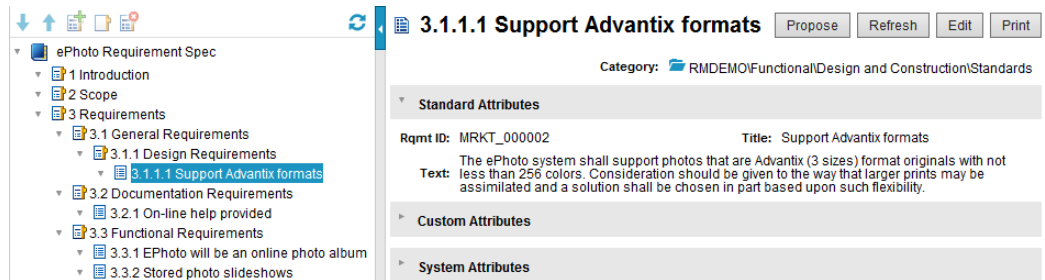 ePhoto Requirement Spec
1 Introduction
2 Scope
3 Requirements
3.1 General Requirements
3.1.1 Design Requirements
3.1.1.1 Support Advantix formats
3.2 Documentation Requirements
3.2.1 On-line help provided
3.3 Functional Requirements
3.3.1 EPhoto will be an online photo album
3.3.2 Stored photo slideshows
3.1.1.1 Support Advantix formats Propose Refresh Edit Print
Category: RMDEMO\Functional\Design and Construction\Standards
Standard Attributes
Rqmt ID: MRKT_000002 Title: Support Advantix formats
The ePhoto system shall support photos that are Advantix (3 sizes) format originals with not
Text: less than 256 colors. Consideration should be given to the way that larger prints may be
assimilated and a solution shall be chosen in part based upon such flexibility.
Custom Attributes
System Attributes